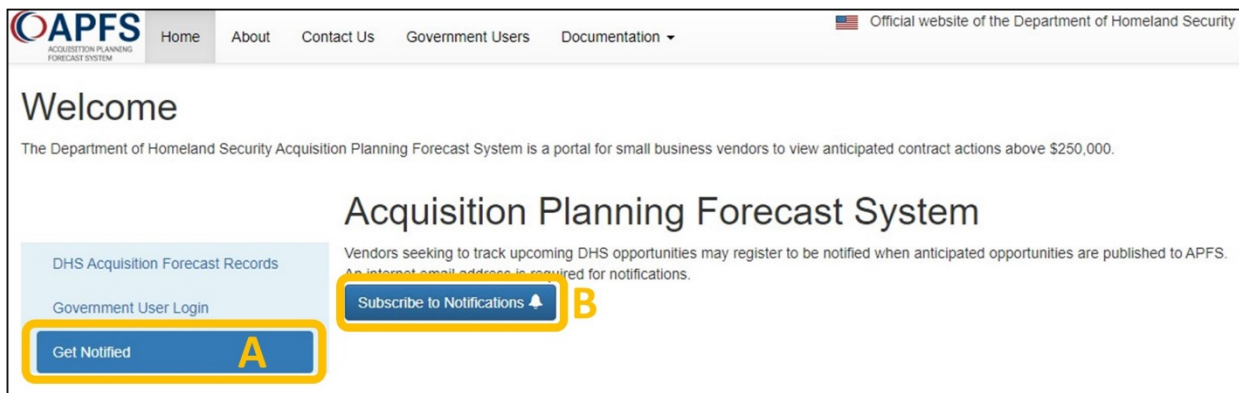 APFS
ACQUISITION PLANNING
FORECAST SYSTEM
Home About Contact Us Government Users Documentation
Official website of the Department of Homeland Security
Welcome
The Department of Homeland Security Acquisition Planning Forecast System is a portal for small business vendors to view anticipated contract actions above $250,000.
Acquisition Planning Forecast System
Vendors seeking to track upcoming DHS opportunities may register to be notified when anticipated opportunities are published to APFS.
An internet email address is required for notifications.
Subscribe to Notifications
B
DHS Acquisition Forecast Records
Government User Login
Get Notified
A